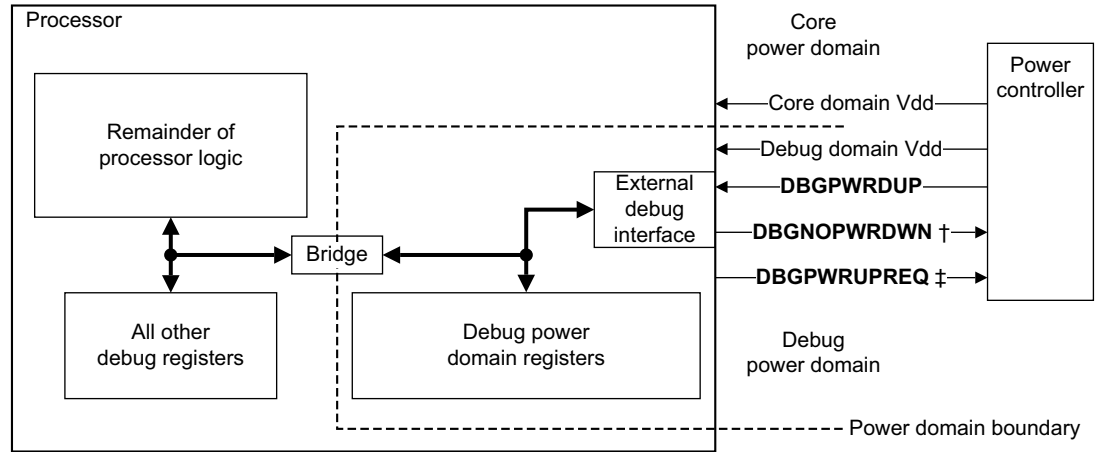 Processor
Core
power domain
Power
controller
Remainder of
processor logic
Core domain Vdd
Debug domain Vdd
External
debug
interface
DBGPWRDUP
DBGNOPWRDWN †
DBGPWRUPREQ ‡
Bridge
All other
debug registers
Debug power
domain registers
Debug
power domain
Power domain boundary